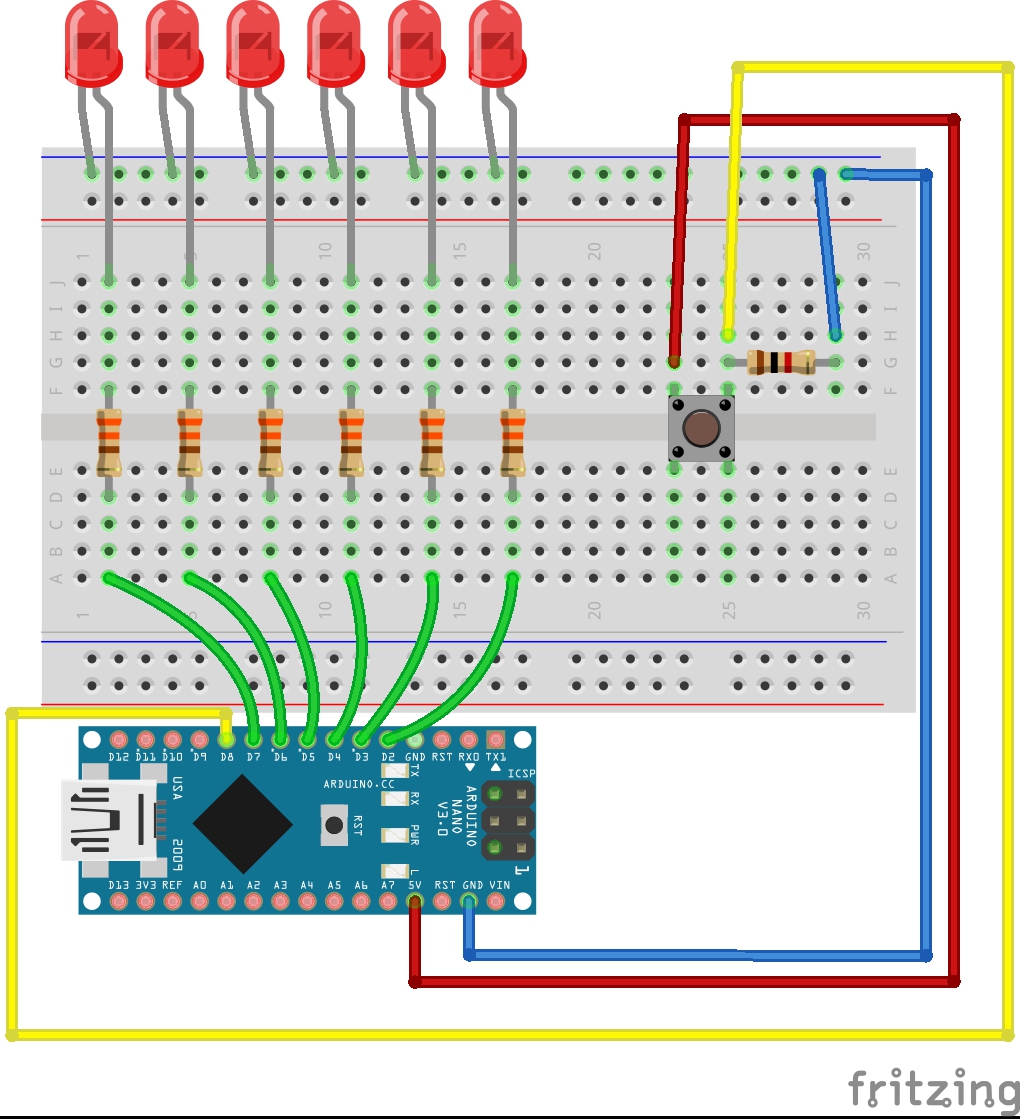 1 5 10 15 20 25 30
J J
I I
H H
G G
F F
E E
D D
C C
B B
A A
1 5 10 15 20 25 30
D12 D11 D10 D9 D8 D7 D6 D5 D4 D3 D2 GND RST RX0 TX1
TX
RX
PWR
L
ARDUINO.CC
RST
USA
2009
ARDUINO
NANO
V3.0
ICSP
1
D13 3V3 REF A0 A1 A2 A3 A4 A5 A6 A7 5V RST GND VIN
fritzing